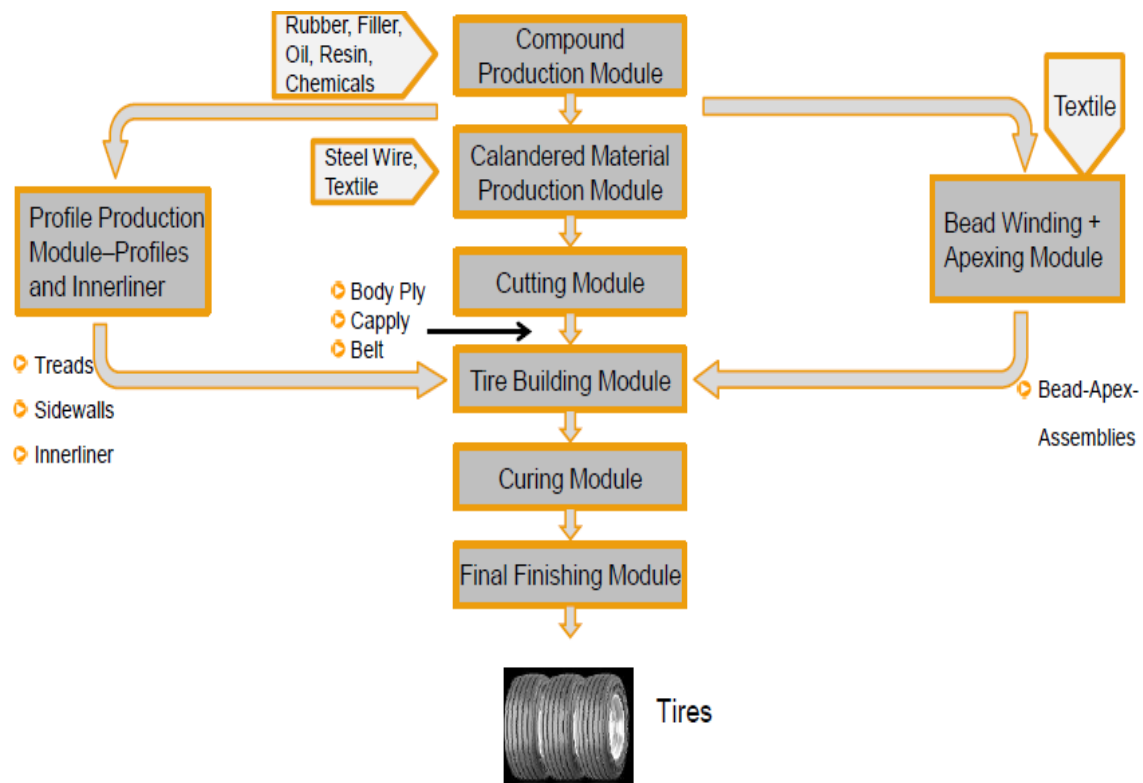 Rubber, Filler,
Oil, Resin,
Chemicals
Compound
Production Module
Textile
Steel Wire,
Textile
Calandered Material
Production Module
Profile Production
Module–Profiles
and Innerliner
Bead Winding +
Apexing Module
Cutting Module
Body Ply
Capply
Belt
Treads
Sidewalls
Innerliner
Tire Building Module
Bead-Apex-
Assemblies
Curing Module
Final Finishing Module
Tires